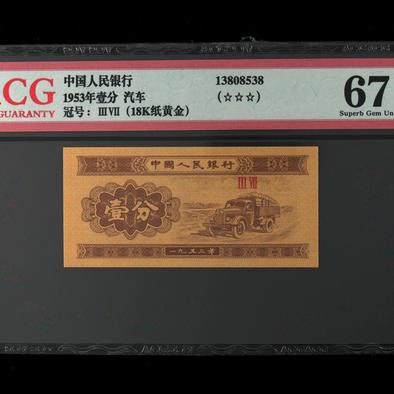 ACG
GUARANTY
中国人民银行
1953年壹分 汽车
冠号: ⅢⅦ (18K纸黄金)
13808538
(☆☆☆)
67
Superb Gem Un
中國人民銀行
ⅢⅦ
壹分
一九五三年